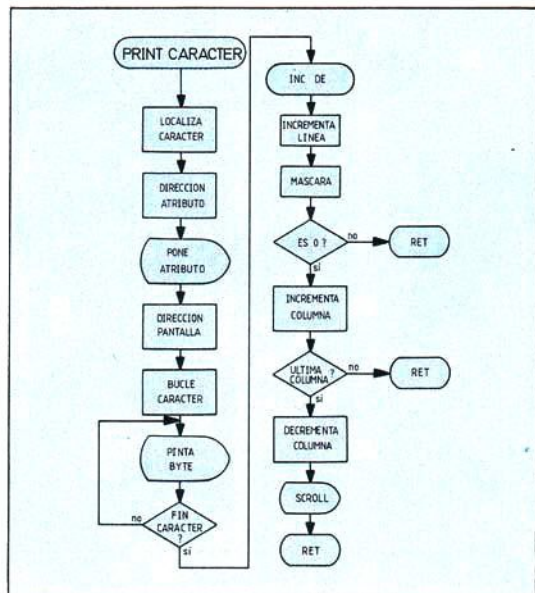 PRINT CARACTER
LOCALIZA
CARACTER
DIRECCION
ATRIBUTO
PONE
ATRIBUTO
DIRECCION
PANTALLA
BUCLE
CARACTER
PINTA
BYTE
FIN
CARACTER
?
no
si
INC DE
INCREMENTA
LINEA
MASCARA
ES 0 ?
no
si
RET
INCREMENTA
COLUMNA
ULTIMA ?
COLUMNA
no
si
RET
DECREMENTA
COLUMNA
SCROLL
RET